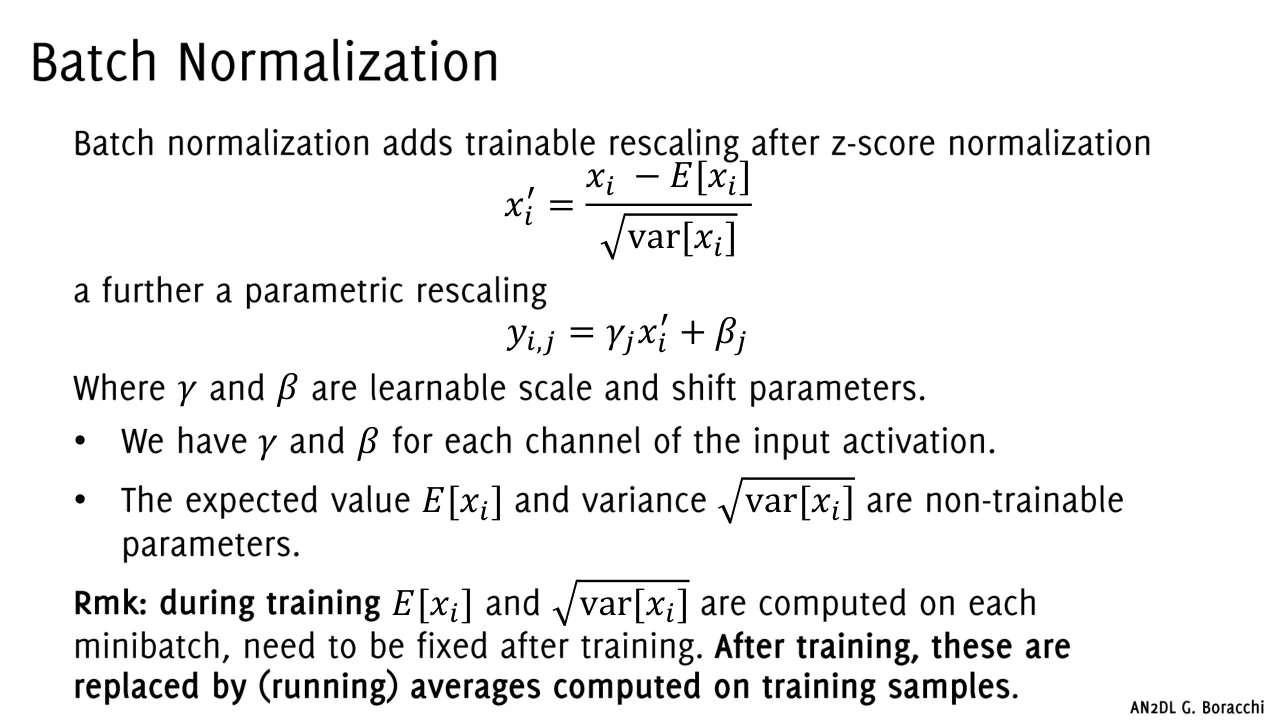 Batch Normalization
Batch normalization adds trainable rescaling after z-score normalization
x_i' = (x_i − E[x_i]) / √var[x_i]
a further a parametric rescaling
y_{i,j} = γ_j x_i' + β_j
Where γ and β are learnable scale and shift parameters.
• We have γ and β for each channel of the input activation.
• The expected value E[x_i] and variance √var[x_i] are non-trainable
parameters.
Rmk: during training E[x_i] and √var[x_i] are computed on each
minibatch, need to be fixed after training. After training, these are
replaced by (running) averages computed on training samples.
AN2DL G. Boracchi